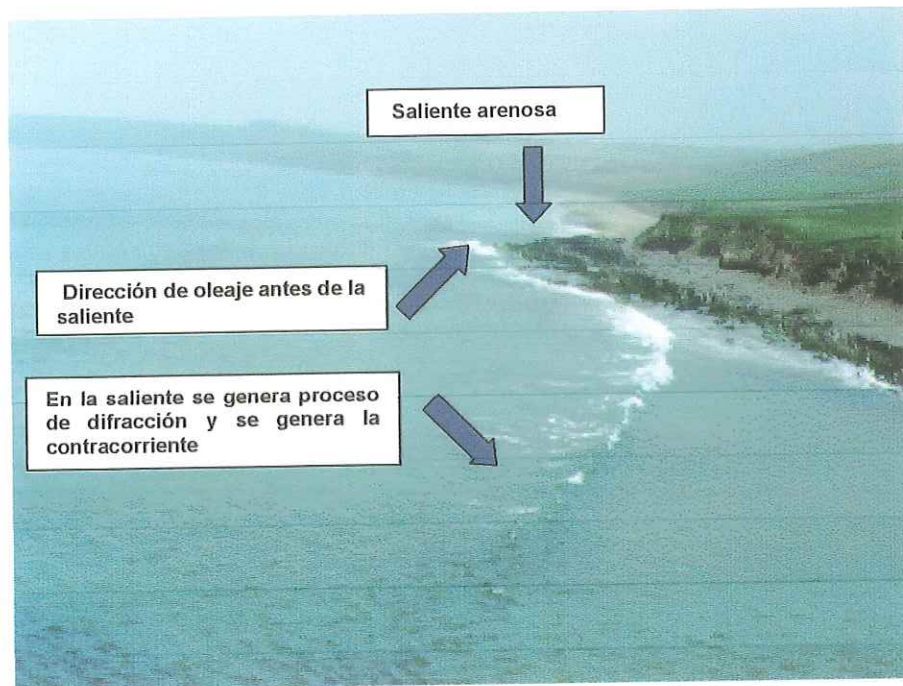 Saliente arenosa
Dirección de oleaje antes de la
saliente
En la saliente se genera proceso
de difracción y se genera la
contracorriente